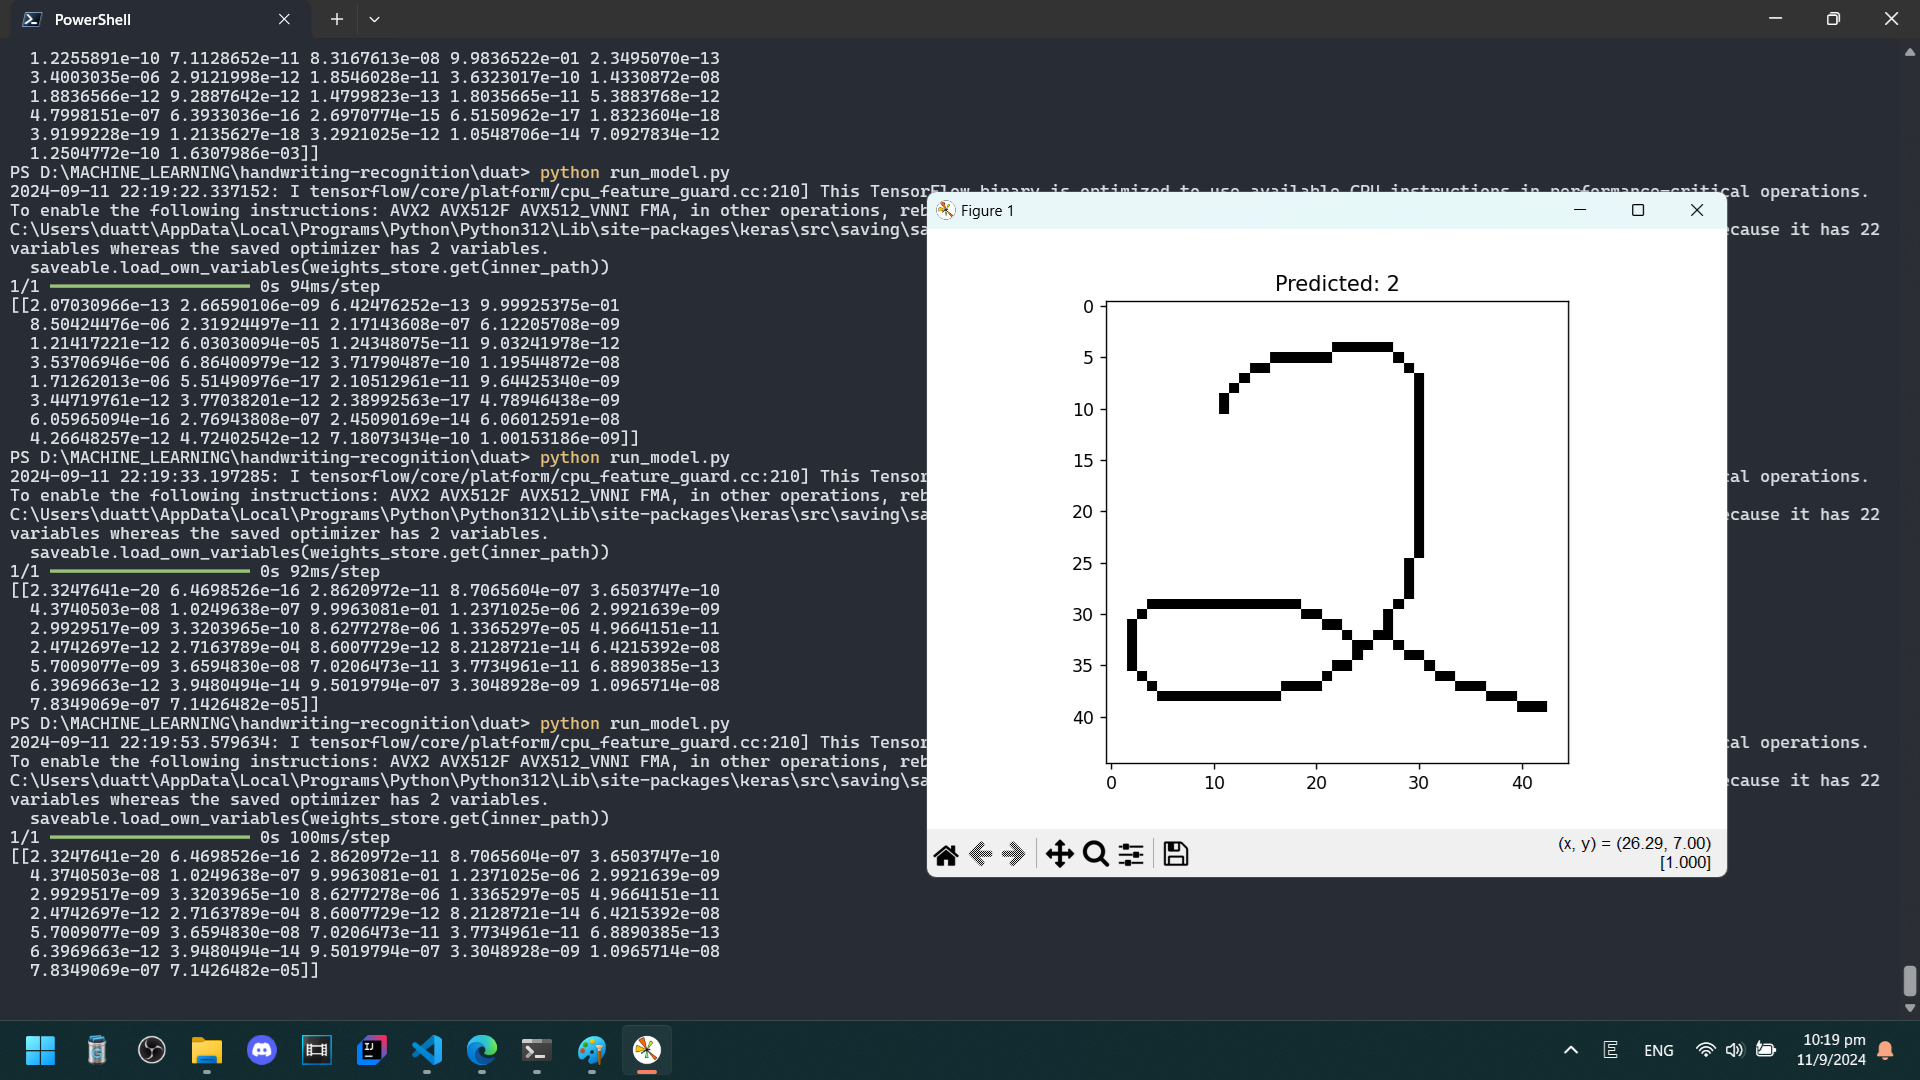 PowerShell
1.2255891e-10 7.1128652e-11 8.3167613e-08 9.9836522e-01 2.3495070e-13
3.4003035e-06 2.9121998e-12 1.8546028e-11 3.6323017e-10 1.4330872e-08
1.8836566e-12 9.2887642e-12 1.4799823e-13 1.8035665e-11 5.3883768e-12
4.7998151e-07 6.3933036e-16 2.6970774e-15 6.5150962e-17 1.8323604e-18
3.9199228e-19 1.2135627e-18 3.2921025e-12 1.0548706e-14 7.0927834e-12
1.2504772e-10 1.6307986e-03]]
PS D:\MACHINE_LEARNING\handwriting-recognition\duat> python run_model.py
2024-09-11 22:19:22.337152: I tensorflow/core/platform/cpu_feature_guard.cc:210] This TensorFlow binary is optimized to use available CPU instructions in performance-critical operations.
To enable the following instructions: AVX2 AVX512F AVX512_VNNI FMA, in other operations, reb
C:\Users\duatt\AppData\Local\Programs\Python\Python312\Lib\site-packages\keras\src\saving\sa cause it has 22
variables whereas the saved optimizer has 2 variables.
saveable.load_own_variables(weights_store.get(inner_path))
1/1 0s 94ms/step
[[2.07030966e-13 2.66590106e-09 6.42476252e-13 9.99925375e-01
8.50424476e-06 2.31924497e-11 2.17143608e-07 6.12205708e-09
1.21417221e-12 6.03030094e-05 1.24348075e-11 9.03241978e-12
3.53706946e-06 6.86400979e-12 3.71790487e-10 1.19544872e-08
1.71262013e-06 5.51490976e-17 2.10512961e-11 9.64425340e-09
3.44719761e-12 3.77038201e-12 2.38992563e-17 4.78946438e-09
6.05965094e-16 2.76943808e-07 2.45090169e-14 6.06012591e-08
4.26648257e-12 4.72402542e-12 7.18073434e-10 1.00153186e-09]]
PS D:\MACHINE_LEARNING\handwriting-recognition\duat> python run_model.py
2024-09-11 22:19:33.197285: I tensorflow/core/platform/cpu_feature_guard.cc:210] This Tensor al operations.
To enable the following instructions: AVX2 AVX512F AVX512_VNNI FMA, in other operations, reb
C:\Users\duatt\AppData\Local\Programs\Python\Python312\Lib\site-packages\keras\src\saving\sa cause it has 22
variables whereas the saved optimizer has 2 variables.
saveable.load_own_variables(weights_store.get(inner_path))
1/1 0s 92ms/step
[[2.3247641e-20 6.4698526e-16 2.8620972e-11 8.7065604e-07 3.6503747e-10
4.3740503e-08 1.0249638e-07 9.9963081e-01 1.2371025e-06 2.9921639e-09
2.9929517e-09 3.3203965e-10 8.6277278e-06 1.3365297e-05 4.9664151e-11
2.4742697e-12 2.7163789e-04 8.6007729e-12 8.2128721e-14 6.4215392e-08
5.7009077e-09 3.6594830e-08 7.0206473e-11 3.7734961e-11 6.8890385e-13
6.3969663e-12 3.9480494e-14 9.5019794e-07 3.3048928e-09 1.0965714e-08
7.8349069e-07 7.1426482e-05]]
PS D:\MACHINE_LEARNING\handwriting-recognition\duat> python run_model.py
2024-09-11 22:19:53.579634: I tensorflow/core/platform/cpu_feature_guard.cc:210] This Tensor al operations.
To enable the following instructions: AVX2 AVX512F AVX512_VNNI FMA, in other operations, reb
C:\Users\duatt\AppData\Local\Programs\Python\Python312\Lib\site-packages\keras\src\saving\sa cause it has 22
variables whereas the saved optimizer has 2 variables.
saveable.load_own_variables(weights_store.get(inner_path))
1/1 0s 100ms/step
[[2.3247641e-20 6.4698526e-16 2.8620972e-11 8.7065604e-07 3.6503747e-10
4.3740503e-08 1.0249638e-07 9.9963081e-01 1.2371025e-06 2.9921639e-09
2.9929517e-09 3.3203965e-10 8.6277278e-06 1.3365297e-05 4.9664151e-11
2.4742697e-12 2.7163789e-04 8.6007729e-12 8.2128721e-14 6.4215392e-08
5.7009077e-09 3.6594830e-08 7.0206473e-11 3.7734961e-11 6.8890385e-13
6.3969663e-12 3.9480494e-14 9.5019794e-07 3.3048928e-09 1.0965714e-08
7.8349069e-07 7.1426482e-05]]
Figure 1
Predicted: 2
0
5
10
15
20
25
30
35
40
0 10 20 30 40
2
(x, y) = (26.29, 7.00)
[1.000]
ENG
10:19 pm
11/9/2024